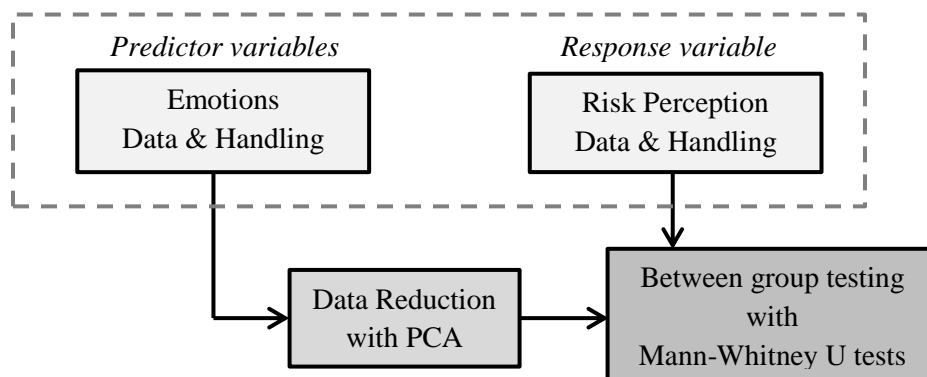 Predictor variables
Response variable
Emotions
Data & Handling
Risk Perception
Data & Handling
Data Reduction
with PCA
Between group testing
with
Mann-Whitney U tests